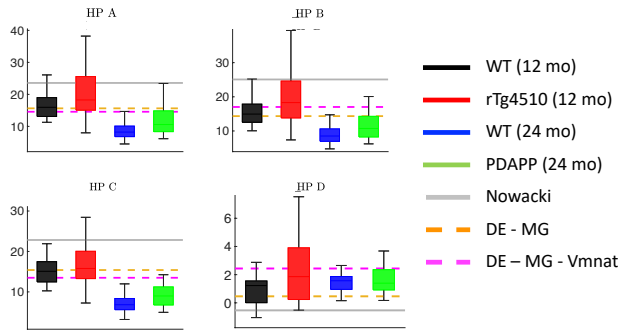 HP A
40
30
20
10
HP B
40
30
20
10
HP C
30
20
10
HP D
6
4
2
0
WT (12 mo)
rTg4510 (12 mo)
WT (24 mo)
PDAPP (24 mo)
Nowacki
DE - MG
DE – MG - Vmnat